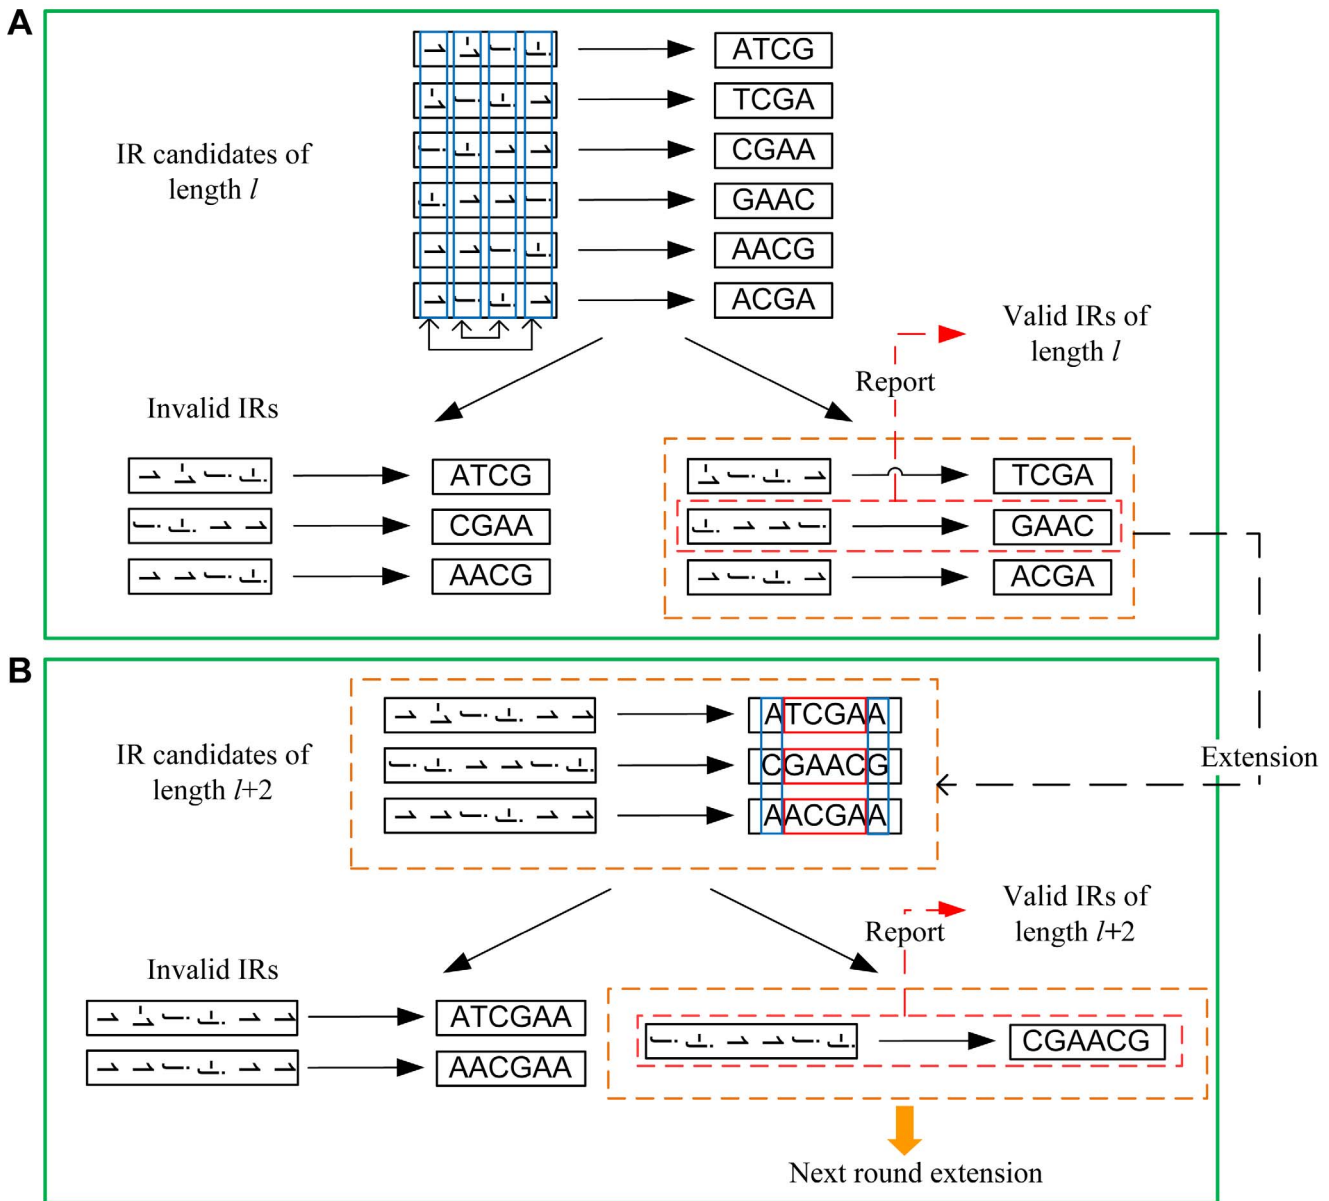 A
ATCG
TCGA
IR candidates of
length l
CGAA
GAAC
AACG
ACGA
Valid IRs of
length l
Report
Invalid IRs
ATCG
CGAA
AACG
TCGA
GAAC
ACGA
B
IR candidates of
length l+2
ATCGAA
CGAACG
AACGAA
Extension
Valid IRs of
length l+2
Report
Invalid IRs
ATCGAA
AACGAA
CGAACG
Next round extension